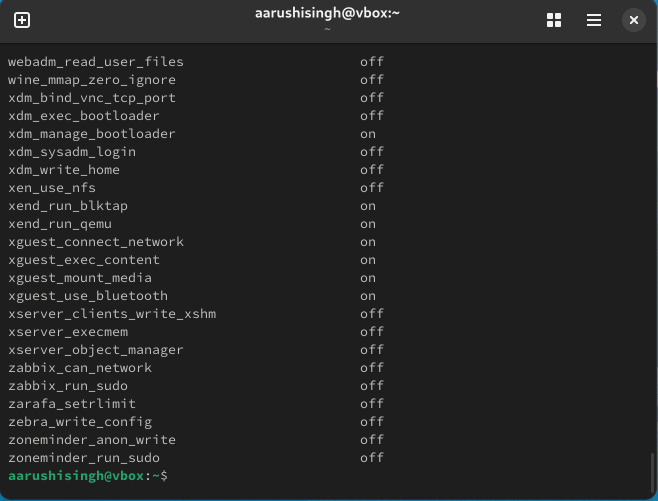 aarushisingh@vbox:~
~
webadm_read_user_files off
wine_mmap_zero_ignore off
xdm_bind_vnc_tcp_port off
xdm_exec_bootloader off
xdm_manage_bootloader on
xdm_sysadm_login off
xdm_write_home off
xen_use_nfs off
xend_run_blktap on
xend_run_qemu on
xguest_connect_network on
xguest_exec_content on
xguest_mount_media on
xguest_use_bluetooth on
xserver_clients_write_xshm off
xserver_execmem off
xserver_object_manager off
zabbix_can_network off
zabbix_run_sudo off
zarafa_setrlimit off
zebra_write_config off
zoneminder_anon_write off
zoneminder_run_sudo off
aarushisingh@vbox:~$